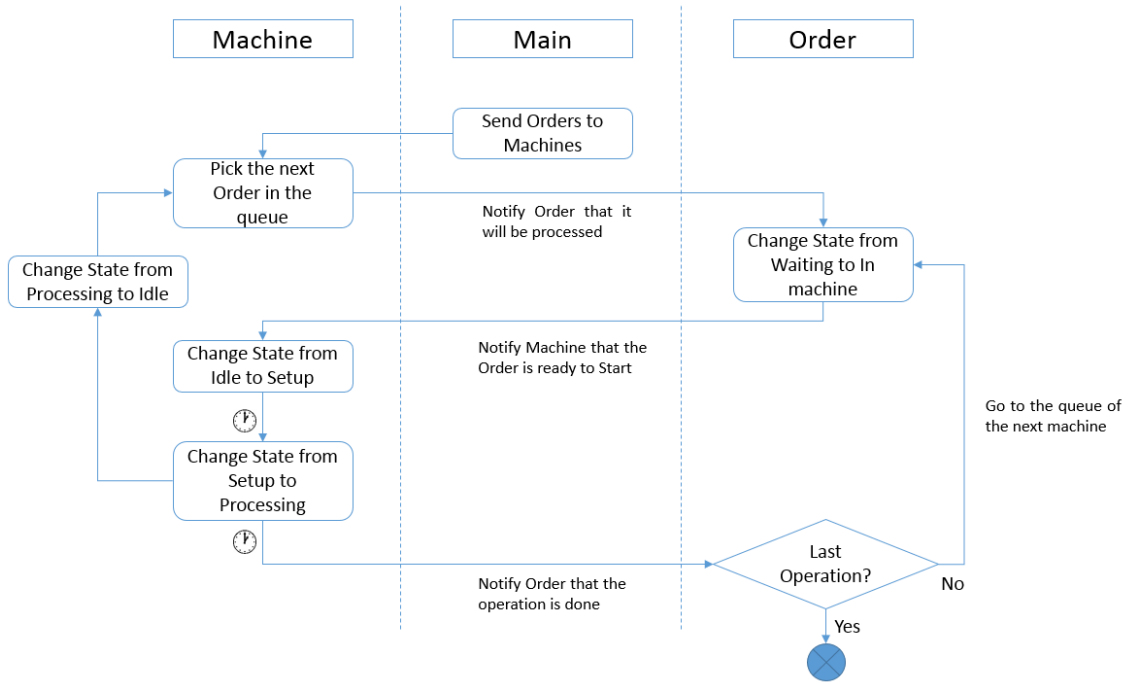 Machine
Main
Order
Send Orders to
Machines
Pick the next
Order in the
queue
Notify Order that it
will be processed
Change State from
Waiting to In
machine
Change State from
Processing to Idle
Notify Machine that the
Order is ready to Start
Change State from
Idle to Setup
Go to the queue of
the next machine
Change State from
Setup to
Processing
Last
Operation?
No
Notify Order that the
operation is done
Yes